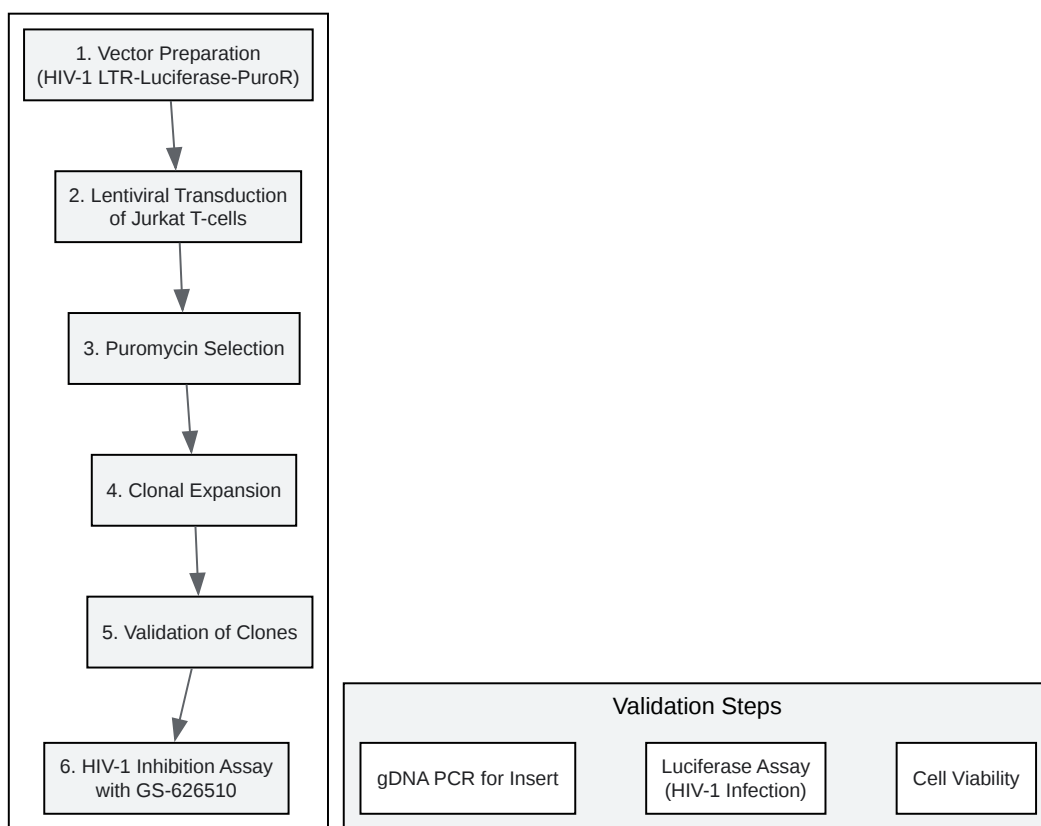 1. Vector Preparation
(HIV-1 LTR-Luciferase-PuroR)
2. Lentiviral Transduction
of Jurkat T-cells
3. Puromycin Selection
4. Clonal Expansion
5. Validation of Clones
6. HIV-1 Inhibition Assay
with GS-626510
Validation Steps
gDNA PCR for Insert
Luciferase Assay
(HIV-1 Infection)
Cell Viability